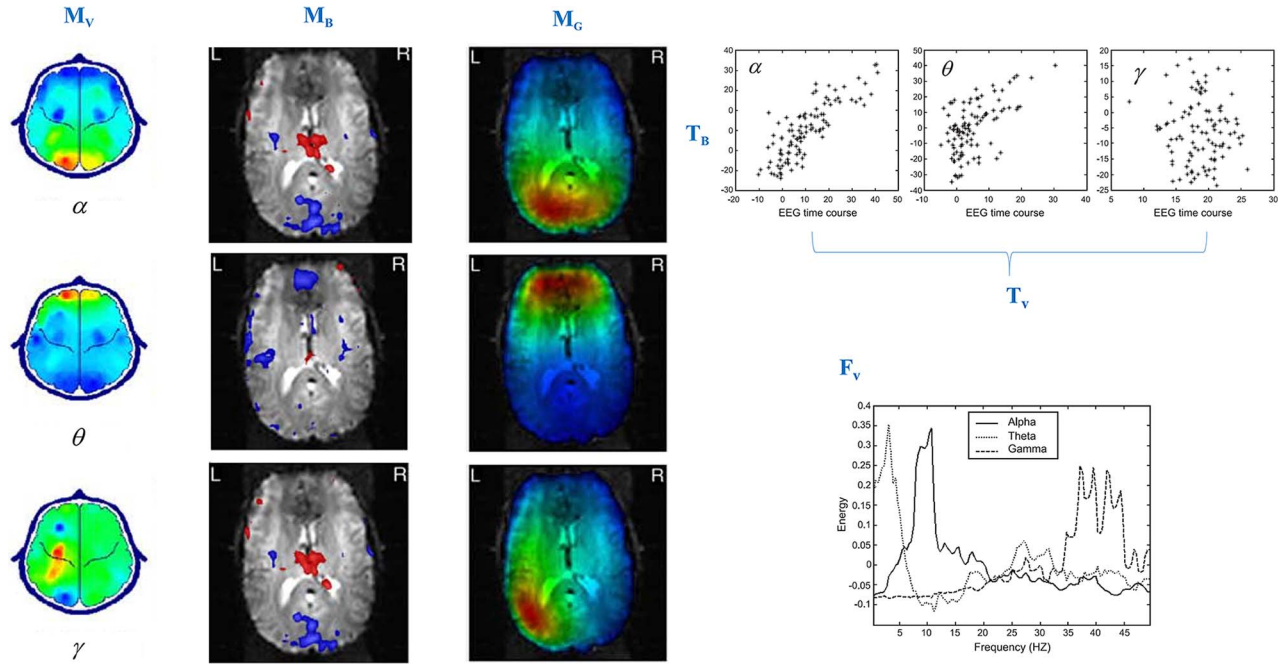 M_V
M_B
M_G
L R
L R
α
L R
L R
θ
L R
L R
γ
T_B
α
40
30
20
10
0
-10
-20
-30
-20 -10 0 10 20 30 40 50
EEG time course
θ
50
40
30
20
10
0
-10
-20
-30
-40
-10 0 10 20 30 40
EEG time course
γ
20
15
10
5
0
-5
-10
-15
-20
-25
5 10 15 20 25 30
EEG time course
T_v
F_v
0.4
0.35
0.3
0.25
0.2
0.15
0.1
0.05
0
-0.05
-0.1
Energy
Alpha
Theta
Gamma
5 10 15 20 25 30 35 40 45
Frequency (HZ)